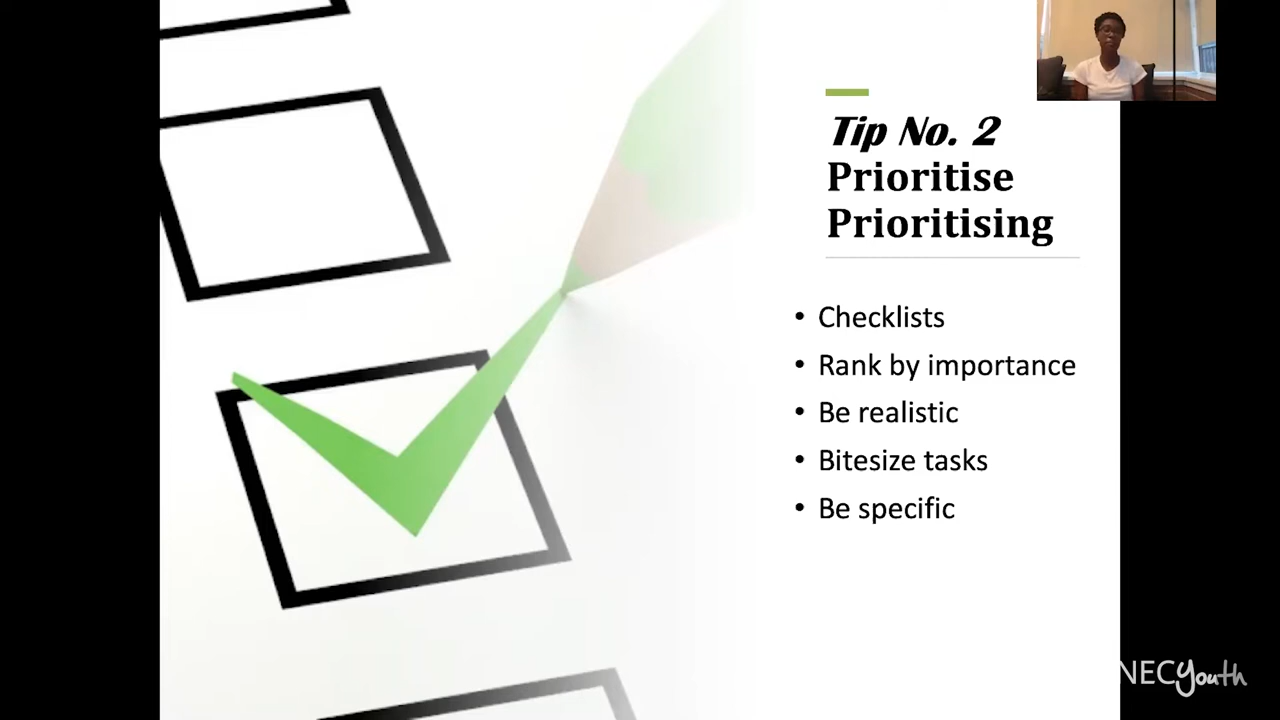 Tip No. 2
Prioritise
Prioritising
• Checklists
• Rank by importance
• Be realistic
• Bitesize tasks
• Be specific
NECyouth